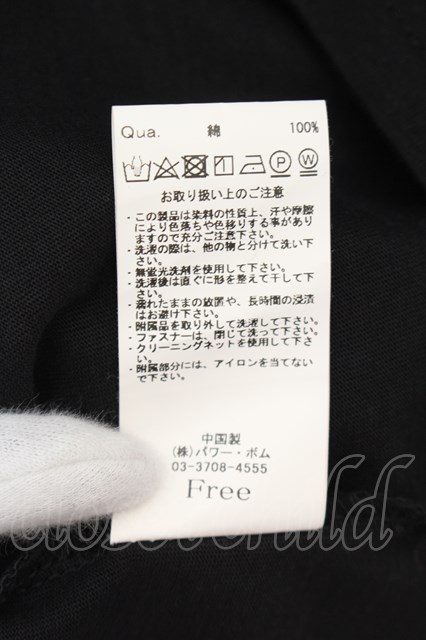 Qua. 綿 100%
お取り扱い上のご注意
・この製品は染料の性質上、汗や摩擦
により色落ちや色移りする事があり
ますので充分ご注意下さい。
・洗濯の際は、他の物と分けて洗い下
さい。
・無蛍光洗剤を使用して下さい。
・洗濯後は直ぐに形を整えて干して下
さい。
・濡れたままの放置や、長時間の浸漬
はお避け下さい。
・附属品を取り外して洗濯して下さい。
・ファスナーは、閉じて洗って下さい。
・クリーニングネットを使用して下さ
い。
・附属部分には、アイロンを当てない
で下さい。
中国製
(株)パワー・ボム
03-3708-4555
Free
closet child